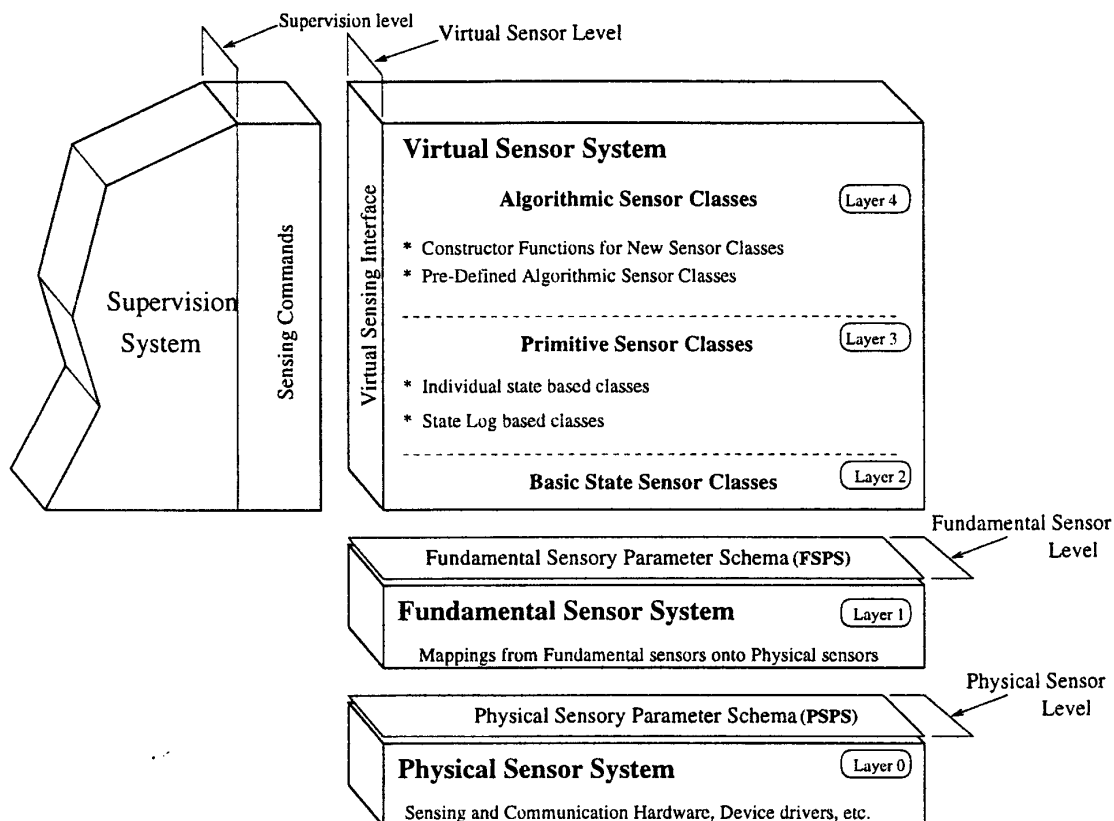 Supervision level
Virtual Sensor Level
Supervision
System
Sensing Commands
Virtual Sensing Interface
Virtual Sensor System
Algorithmic Sensor Classes
Layer 4
* Constructor Functions for New Sensor Classes
* Pre-Defined Algorithmic Sensor Classes
Primitive Sensor Classes
Layer 3
* Individual state based classes
* State Log based classes
Basic State Sensor Classes
Layer 2
Fundamental Sensor
Level
Fundamental Sensory Parameter Schema (FSPS)
Fundamental Sensor System
Layer 1
Mappings from Fundamental sensors onto Physical sensors
Physical Sensor
Level
Physical Sensory Parameter Schema (PSPS)
Physical Sensor System
Layer 0
Sensing and Communication Hardware, Device drivers, etc.